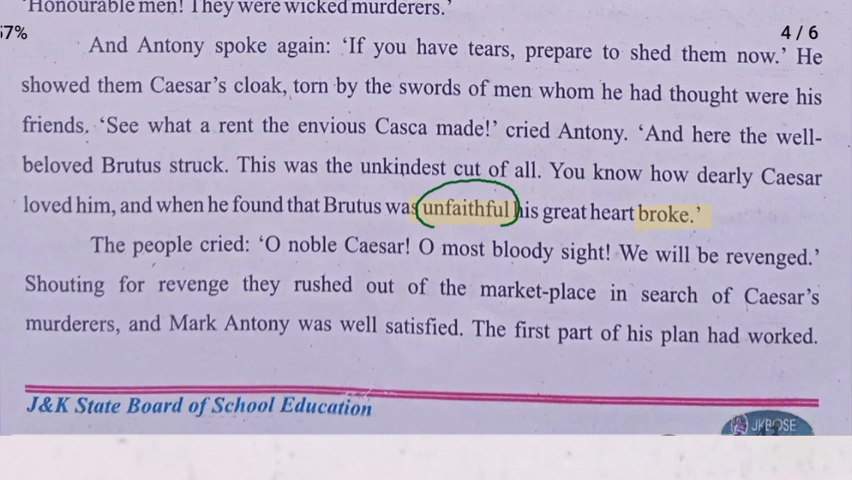 'Honourable men! They were wicked murderers.'
57%
4 / 6
And Antony spoke again: 'If you have tears, prepare to shed them now.' He
showed them Caesar's cloak, torn by the swords of men whom he had thought were his
friends. 'See what a rent the envious Casca made!' cried Antony. 'And here the well-
beloved Brutus struck. This was the unkindest cut of all. You know how dearly Caesar
loved him, and when he found that Brutus was unfaithful his great heart broke.'
The people cried: 'O noble Caesar! O most bloody sight! We will be revenged.'
Shouting for revenge they rushed out of the market-place in search of Caesar's
murderers, and Mark Antony was well satisfied. The first part of his plan had worked.
J&K State Board of School Education
JKBOSE